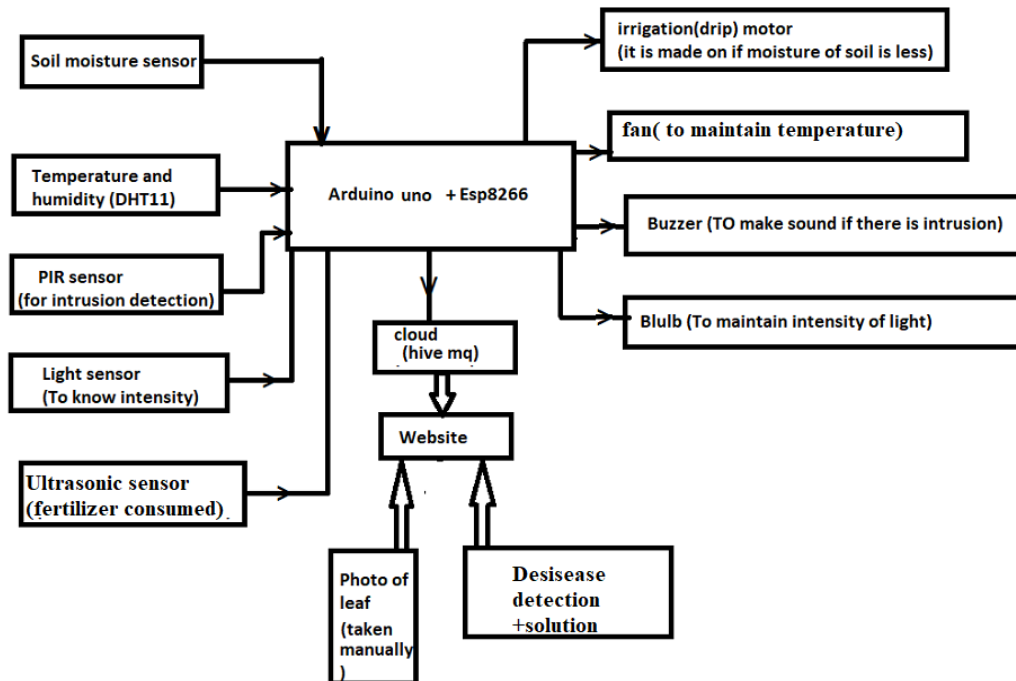 Soil moisture sensor
Temperature and
humidity (DHT11)
PIR sensor
(for intrusion detection)
Light sensor
(To know intensity)
Ultrasonic sensor
(fertilizer consumed)
Arduino uno + Esp8266
cloud
(hive mq)
Website
Photo of
leaf
(taken
manually
)
Desisease
detection
+solution
irrigation(drip) motor
(it is made on if moisture of soil is less)
fan( to maintain temperature)
Buzzer (TO make sound if there is intrusion)
Blulb (To maintain intensity of light)